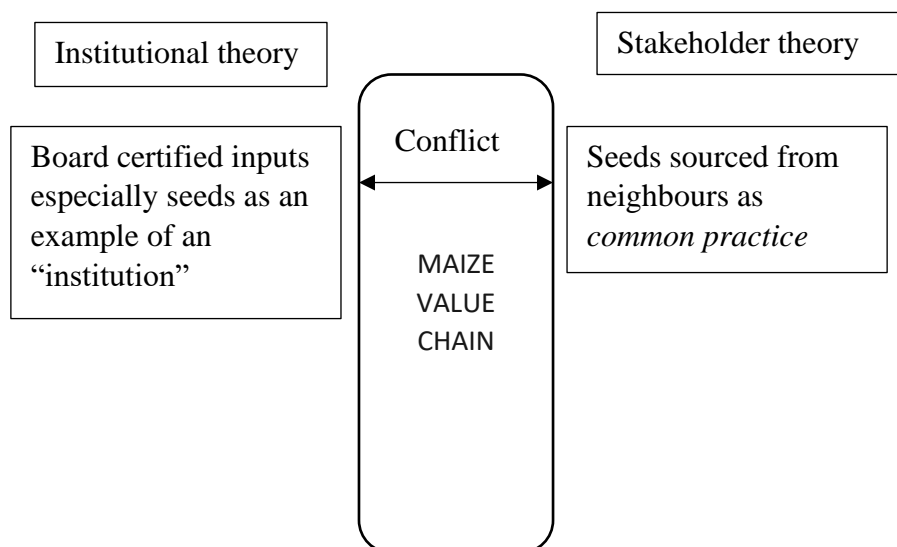 Institutional theory
Stakeholder theory
Board certified inputs
especially seeds as an
example of an
“institution”
Conflict
MAIZE
VALUE
CHAIN
Seeds sourced from
neighbours as
common practice